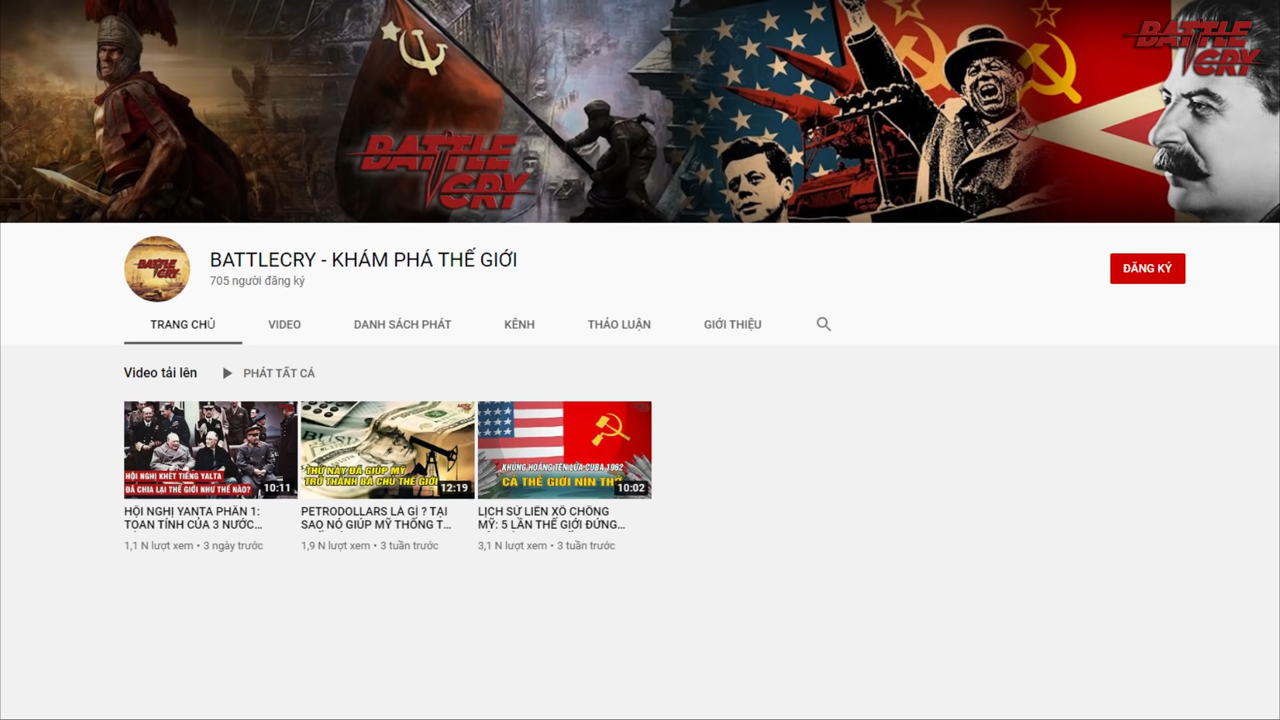 BATTLE
CRY
BATTLE
CRY
BATTLE
CRY
BATTLECRY - KHÁM PHÁ THẾ GIỚI
705 người đăng ký
ĐĂNG KÝ
TRANG CHỦ VIDEO DANH SÁCH PHÁT KÊNH THẢO LUẬN GIỚI THIỆU
Video tải lên PHÁT TẤT CẢ
HỘI NGHỊ KHÉT TIẾNG YALTA
ĐÃ CHIA LẠI THẾ GIỚI NHƯ THẾ NÀO?
10:11
THỨ NÀY ĐÃ GIÚP MỸ
TRỞ THÀNH BÁ CHỦ THẾ GIỚI
12:19
KHỦNG HOẢNG TÊN LỬA CUBA 1962
CẢ THẾ GIỚI NÍN THỞ
10:02
HỘI NGHỊ YANTA PHẦN 1:
TOAN TÍNH CỦA 3 NƯỚC...
1,1 N lượt xem • 3 ngày trước
PETRODOLLARS LÀ GÌ ? TẠI
SAO NÓ GIÚP MỸ THỐNG T...
1,9 N lượt xem • 3 tuần trước
LỊCH SỬ LIÊN XÔ CHỐNG
MỸ: 5 LẦN THẾ GIỚI ĐỨNG...
3,1 N lượt xem • 3 tuần trước